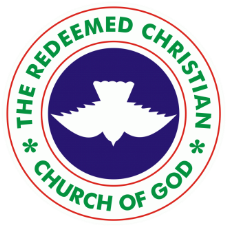 THE REDEEMED CHRISTIAN
* CHURCH OF GOD *